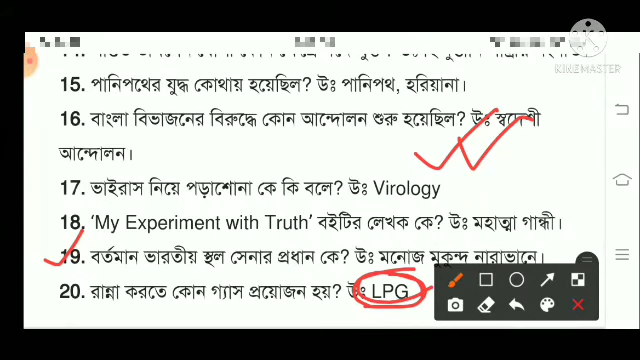 KINEMASTER
15. পানিপথের যুদ্ধ কোথায় হয়েছিল? উঃ পানিপথ, হরিয়ানা।
16. বাংলা বিভাজনের বিরুদ্ধে কোন আন্দোলন শুরু হয়েছিল? উঃ স্বদেশী
আন্দোলন।
17. ভাইরাস নিয়ে পড়াশোনা কে কি বলে? উঃ Virology
18. ‘My Experiment with Truth’ বইটির লেখক কে? উঃ মহাত্মা গান্ধী।
19. বর্তমান ভারতীয় স্থল সেনার প্রধান কে? উঃ মনোজ মুকুন্দ নারাভানে।
20. রান্না করতে কোন গ্যাস প্রয়োজন হয়? উঃ LPG